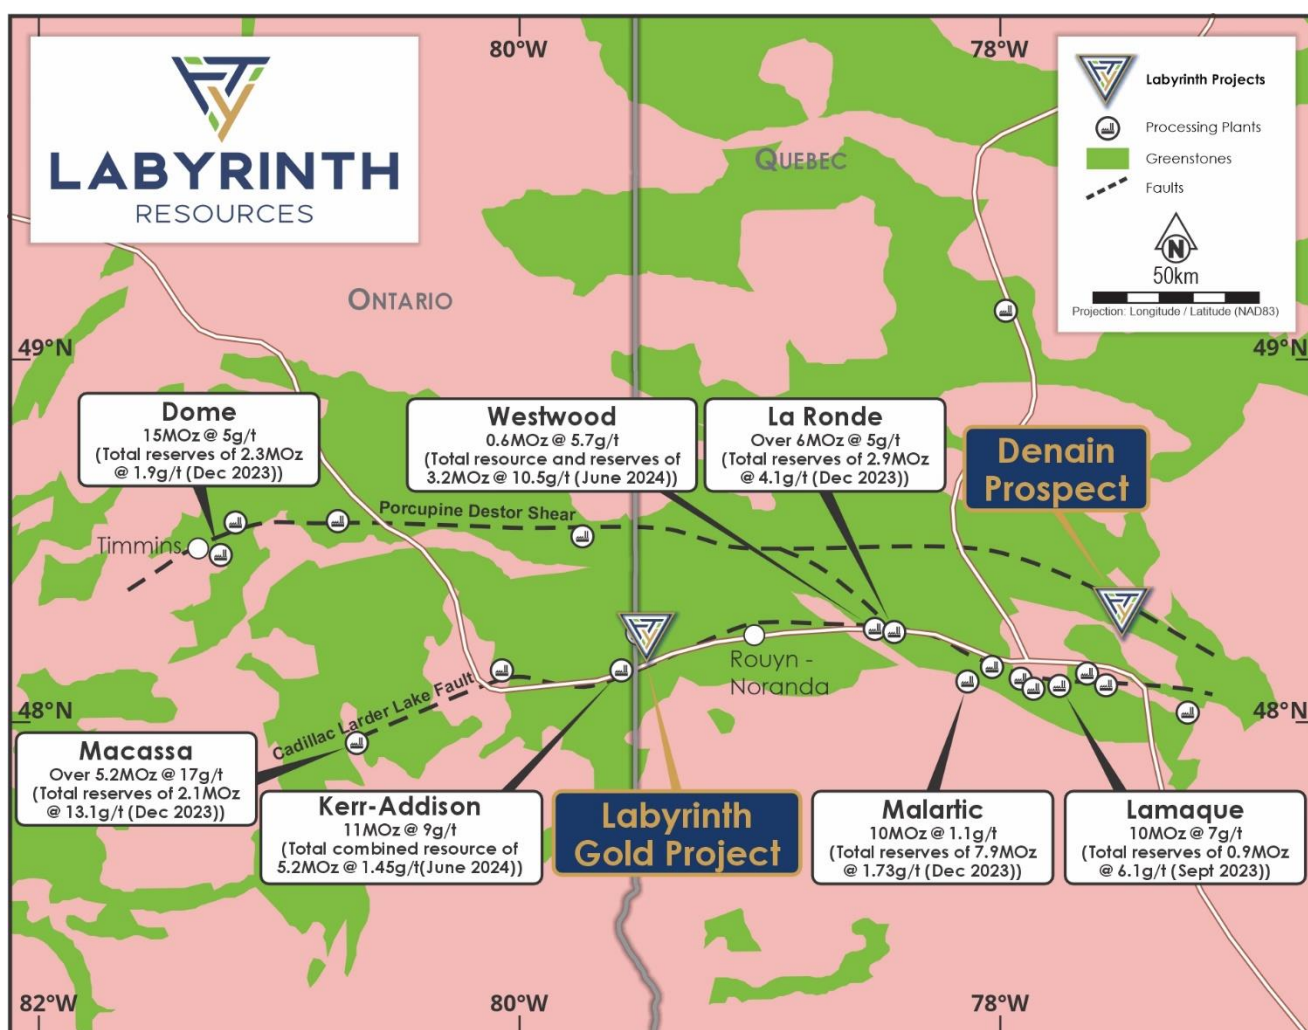 80°W
78°W
LABYRINTH
RESOURCES
Labyrinth Projects
Processing Plants
Greenstones
Faults
N
50km
Projection: Longitude / Latitude (NAD83)
QUEBEC
ONTARIO
49°N
49°N
Dome
15MOz @ 5g/t
(Total reserves of 2.3MOz
@ 1.9g/t (Dec 2023))
Westwood
0.6MOz @ 5.7g/t
(Total resource and reserves of
3.2MOz @ 10.5g/t (June 2024))
La Ronde
Over 6MOz @ 5g/t
(Total reserves of 2.9MOz
@ 4.1g/t (Dec 2023))
Denain
Prospect
Porcupine Destor Shear
Timmins
Rouyn -
Noranda
Cadillac Larder Lake Fault
48°N
48°N
Macassa
Over 5.2MOz @ 17g/t
(Total reserves of 2.1MOz
@ 13.1g/t (Dec 2023))
Kerr-Addison
11MOz @ 9g/t
(Total combined resource of
5.2MOz @ 1.45g/t(June 2024))
Labyrinth
Gold Project
Malartic
10MOz @ 1.1g/t
(Total reserves of 7.9MOz
@ 1.73g/t (Dec 2023))
Lamaque
10MOz @ 7g/t
(Total reserves of 0.9MOz
@ 6.1g/t (Sept 2023))
82°W
80°W
78°W